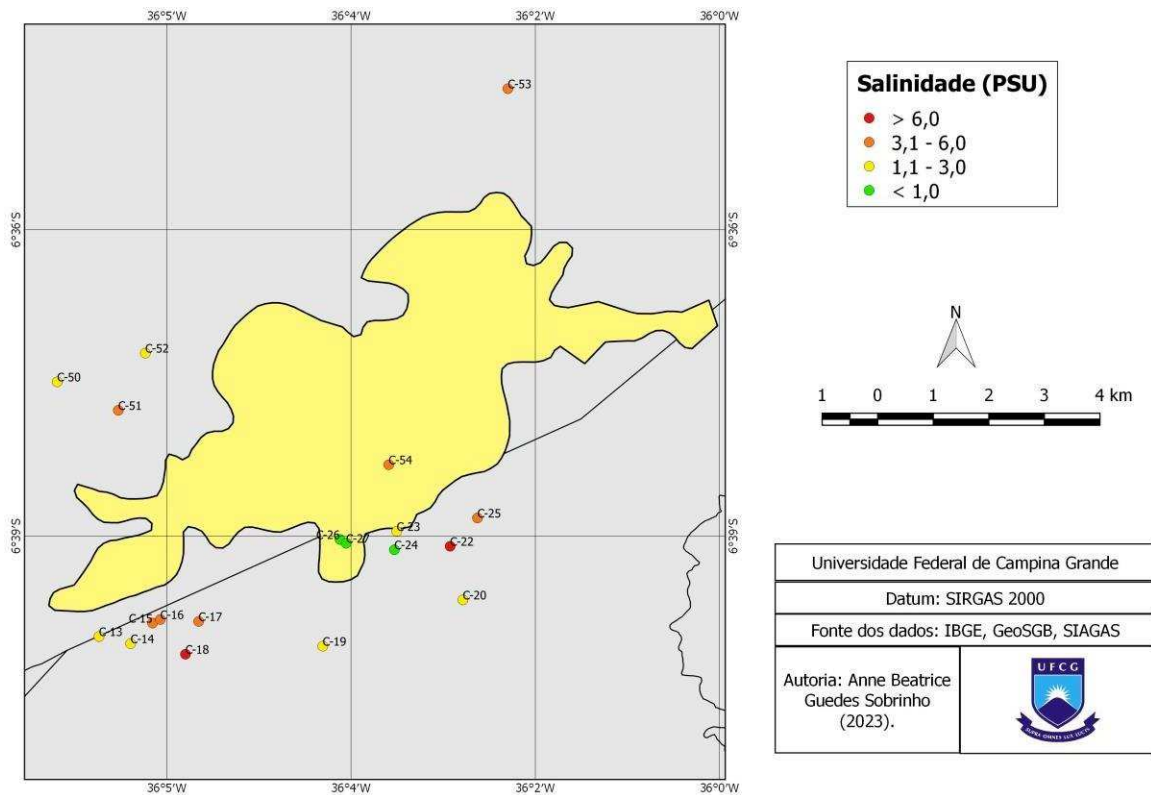 36°5'W 36°4'W 36°2'W 36°0'W
C-53
6°36'S 6°36'S
C-52
C-50
C-51
C-54
C-25
C-23
6°39'S 6°39'S
C-26 C-2
C-24 C-22
C-20
C-15 C-16 C-17
C-13 C-14
C-18 C-19
36°5'W 36°4'W 36°2'W 36°0'W
Salinidade (PSU)
> 6,0
3,1 - 6,0
1,1 - 3,0
< 1,0
N
1 0 1 2 3 4 km
Universidade Federal de Campina Grande
Datum: SIRGAS 2000
Fonte dos dados: IBGE, GeoSGB, SIAGAS
Autoria: Anne Beatrice
Guedes Sobrinho
(2023).
UFCG